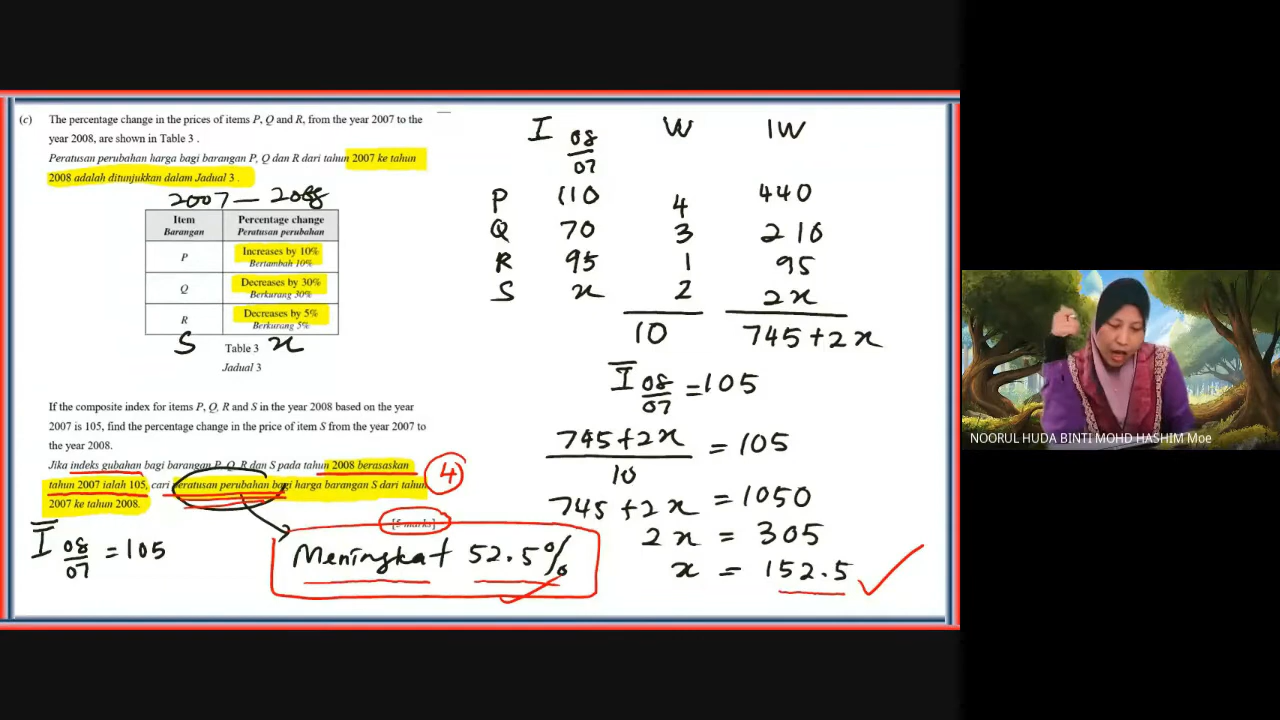 (c) The percentage change in the prices of items P, Q and R, from the year 2007 to the
year 2008, are shown in Table 3 .
Peratusan perubahan harga bagi barangan P, Q dan R dari tahun 2007 ke tahun
2008 adalah ditunjukkan dalam Jadual 3 .
2007 — 2008
Item Percentage change
Barangan Peratusan perubahan
P Increases by 10%
Bertambah 10%
Q Decreases by 30%
Berkurang 30%
R Decreases by 5%
Berkurang 5%
S x
Table 3
Jadual 3
If the composite index for items P, Q, R and S in the year 2008 based on the year
2007 is 105, find the percentage change in the price of item S from the year 2007 to
the year 2008.
Jika indeks gubahan bagi barangan P, Q, R dan S pada tahun 2008 berasaskan
tahun 2007 ialah 105, cari peratusan perubahan bagi harga barangan S dari tahun
2007 ke tahun 2008.
4
[5 marks]
I 08/07 = 105
Meningkat 52.5%
I 08/07 W IW
P 110 4 440
Q 70 3 210
R 95 1 95
S x 2 2x
10 745+2x
I 08/07 = 105
745+2x = 105
10
745+2x = 1050
2x = 305
x = 152.5
NOORUL HUDA BINTI MOHD HASHIM Moe